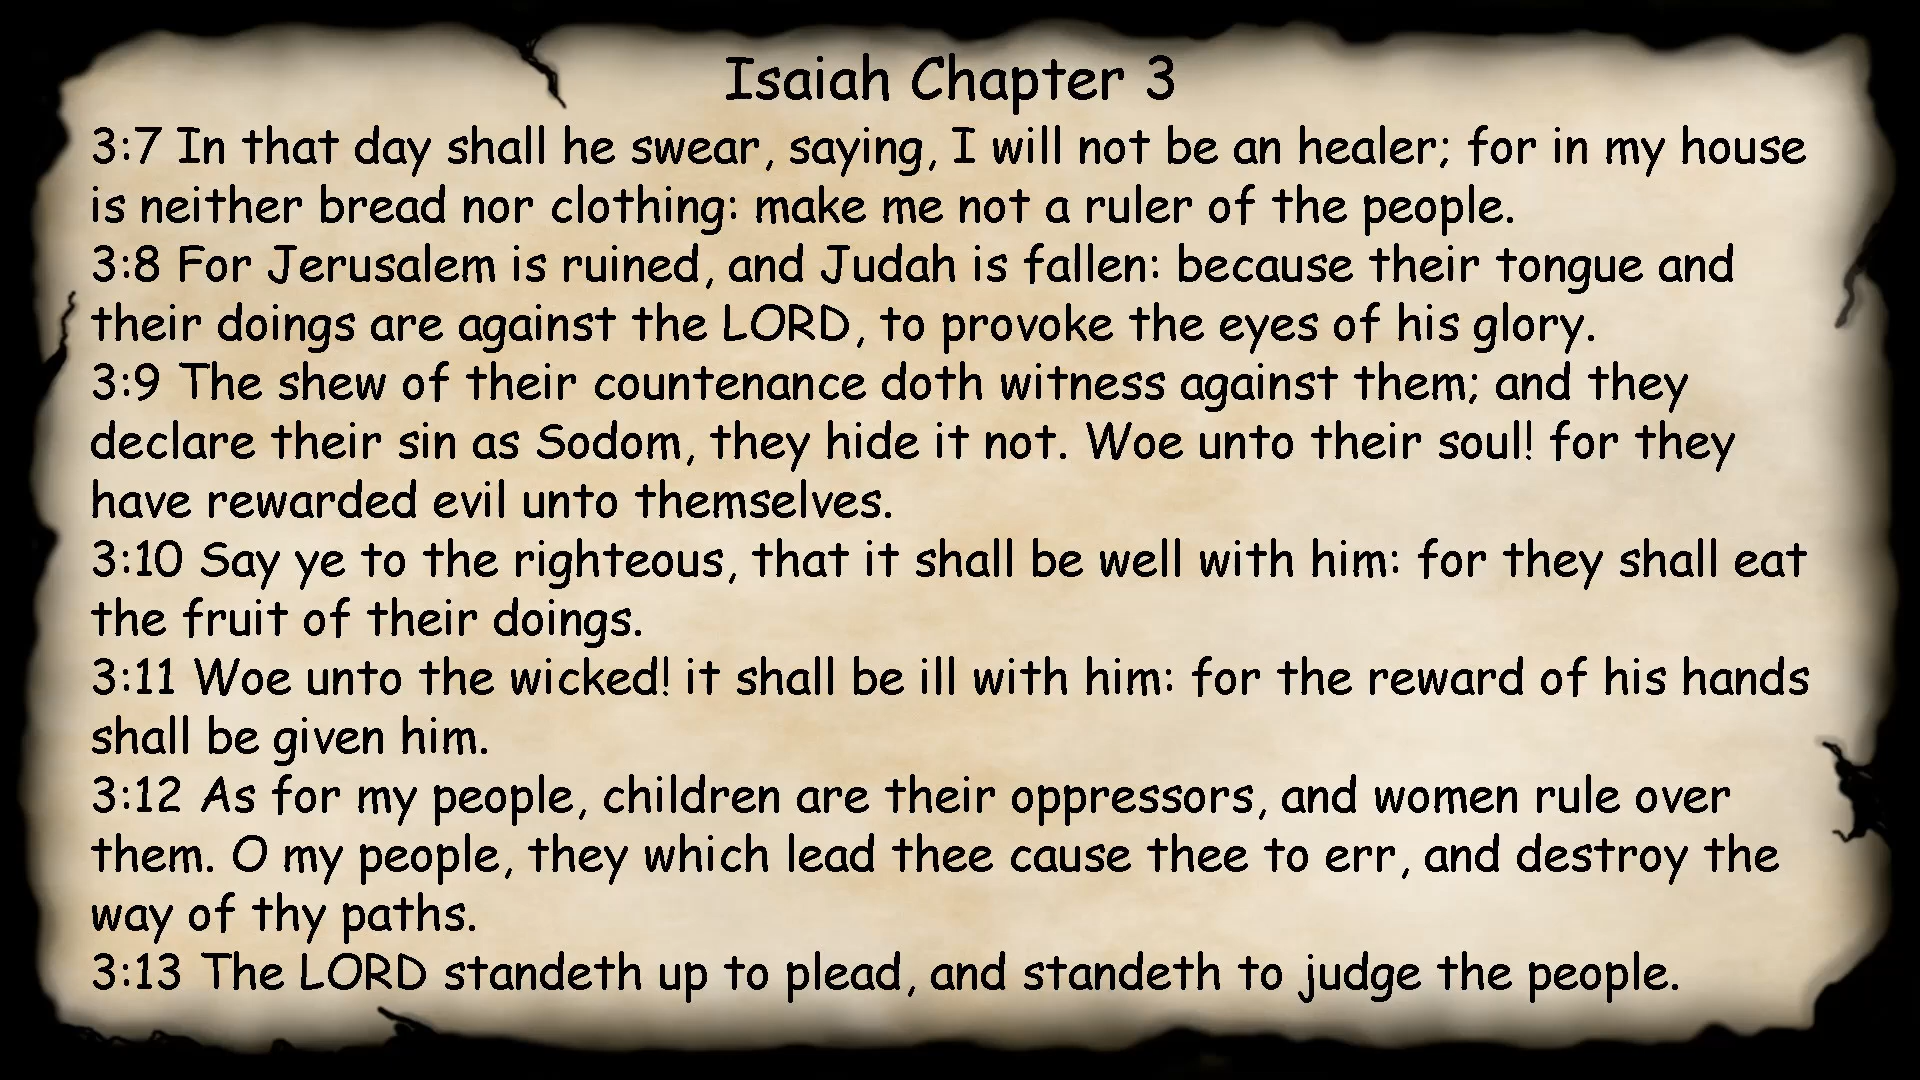 Isaiah Chapter 3
3:7 In that day shall he swear, saying, I will not be an healer; for in my house
is neither bread nor clothing: make me not a ruler of the people.
3:8 For Jerusalem is ruined, and Judah is fallen: because their tongue and
their doings are against the LORD, to provoke the eyes of his glory.
3:9 The shew of their countenance doth witness against them; and they
declare their sin as Sodom, they hide it not. Woe unto their soul! for they
have rewarded evil unto themselves.
3:10 Say ye to the righteous, that it shall be well with him: for they shall eat
the fruit of their doings.
3:11 Woe unto the wicked! it shall be ill with him: for the reward of his hands
shall be given him.
3:12 As for my people, children are their oppressors, and women rule over
them. O my people, they which lead thee cause thee to err, and destroy the
way of thy paths.
3:13 The LORD standeth up to plead, and standeth to judge the people.